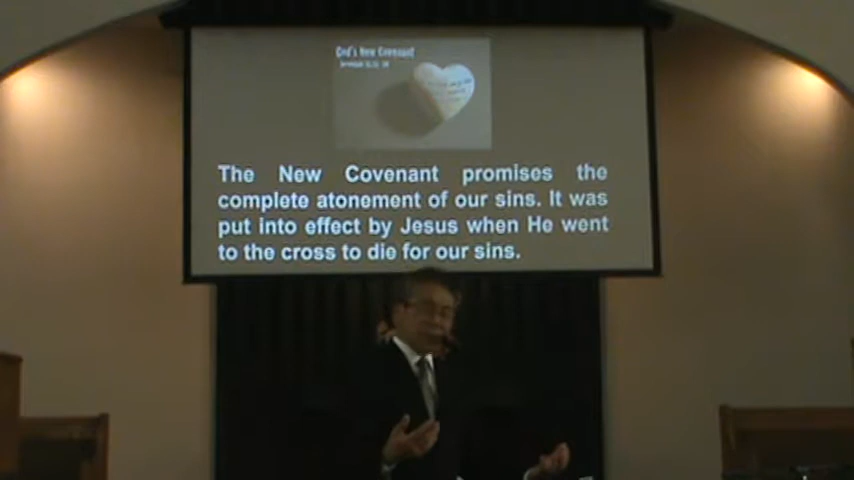 God's New Covenant
The New Covenant promises the
complete atonement of our sins. It was
put into effect by Jesus when He went
to the cross to die for our sins.